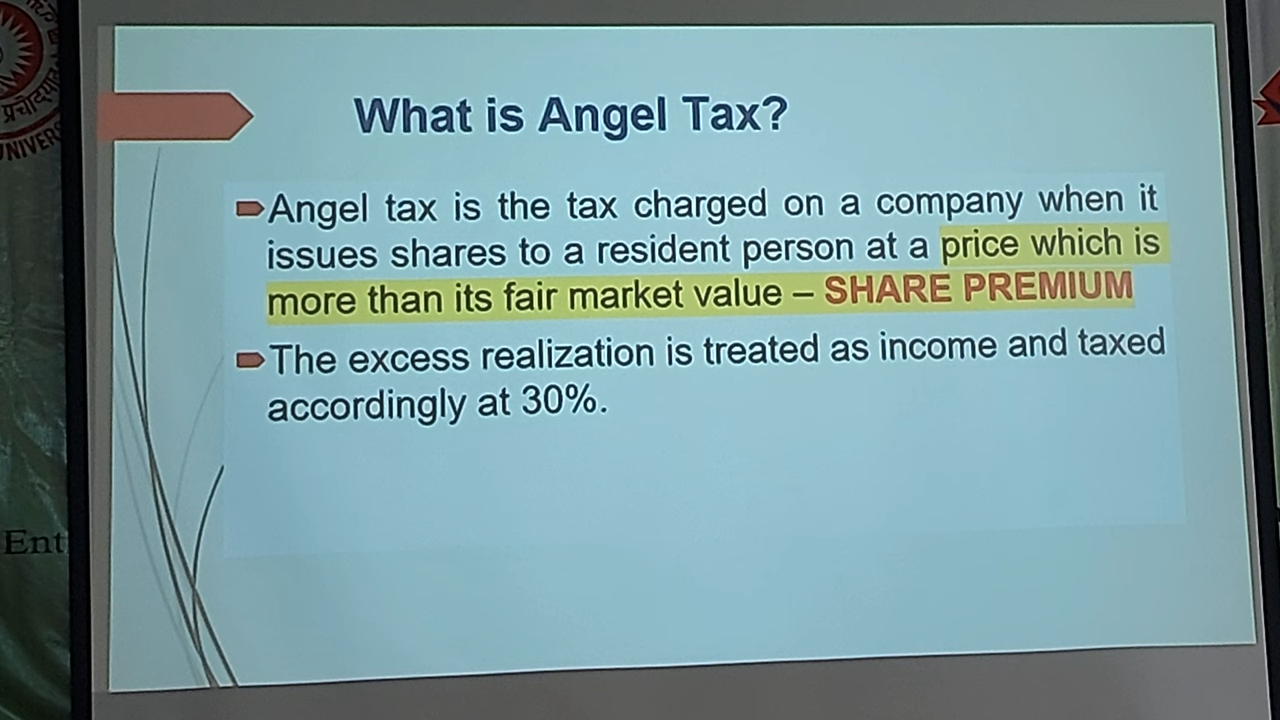 What is Angel Tax?
Angel tax is the tax charged on a company when it
issues shares to a resident person at a price which is
more than its fair market value – SHARE PREMIUM
The excess realization is treated as income and taxed
accordingly at 30%.
Ent